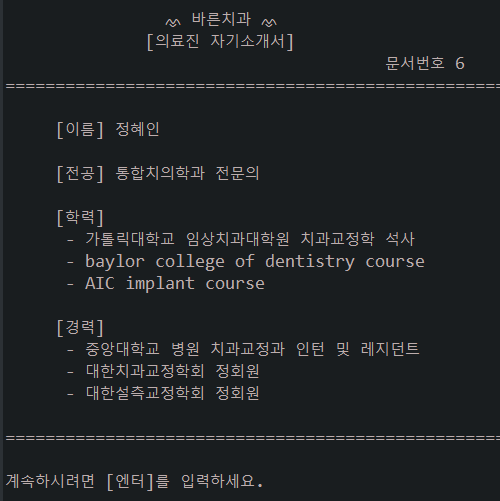 ᨒ 바른치과 ᨒ
[의료진 자기소개서]
문서번호 6
==================================================
[이름] 정혜인
[전공] 통합치의학과 전문의
[학력]
- 가톨릭대학교 임상치과대학원 치과교정학 석사
- baylor college of dentistry course
- AIC implant course
[경력]
- 중앙대학교 병원 치과교정과 인턴 및 레지던트
- 대한치과교정학회 정회원
- 대한설측교정학회 정회원
==================================================
계속하시려면 [엔터]를 입력하세요.